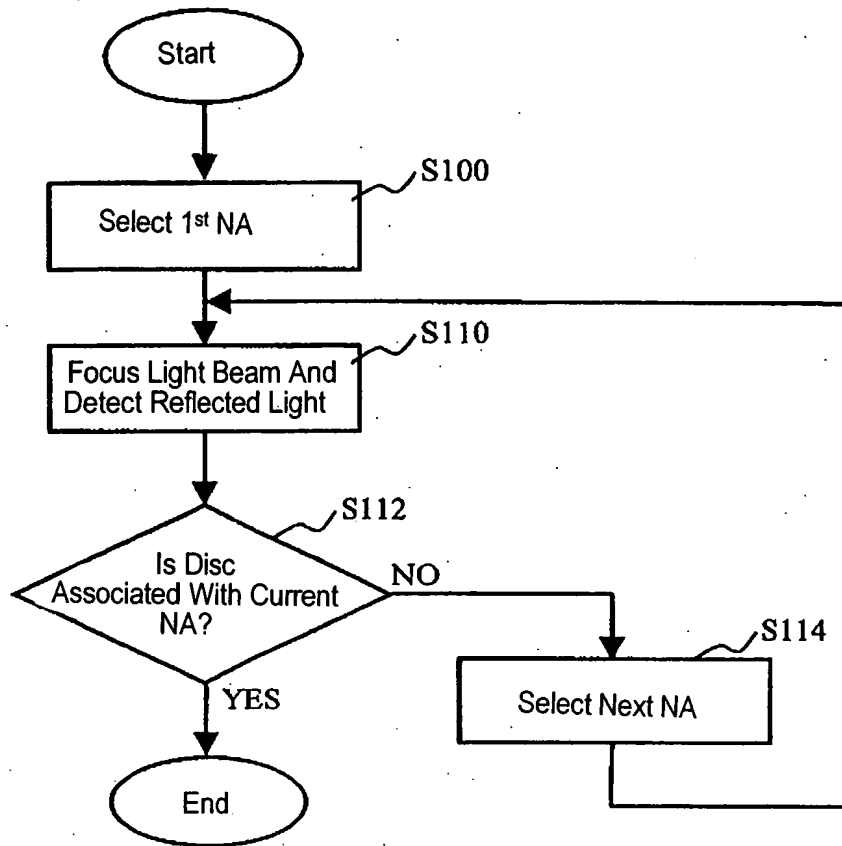 Start
S100
Select 1st NA
S110
Focus Light Beam And
Detect Reflected Light
S112
Is Disc
Associated With Current
NA?
NO
S114
Select Next NA
YES
End